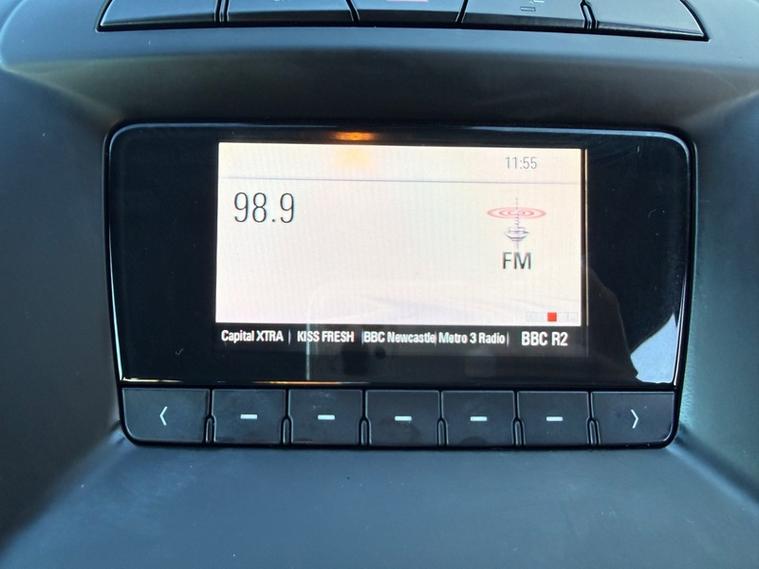 11:55
98.9
FM
Capital XTRA | KISS FRESH | BBC Newcastle | Metro 3 Radio | BBC R2